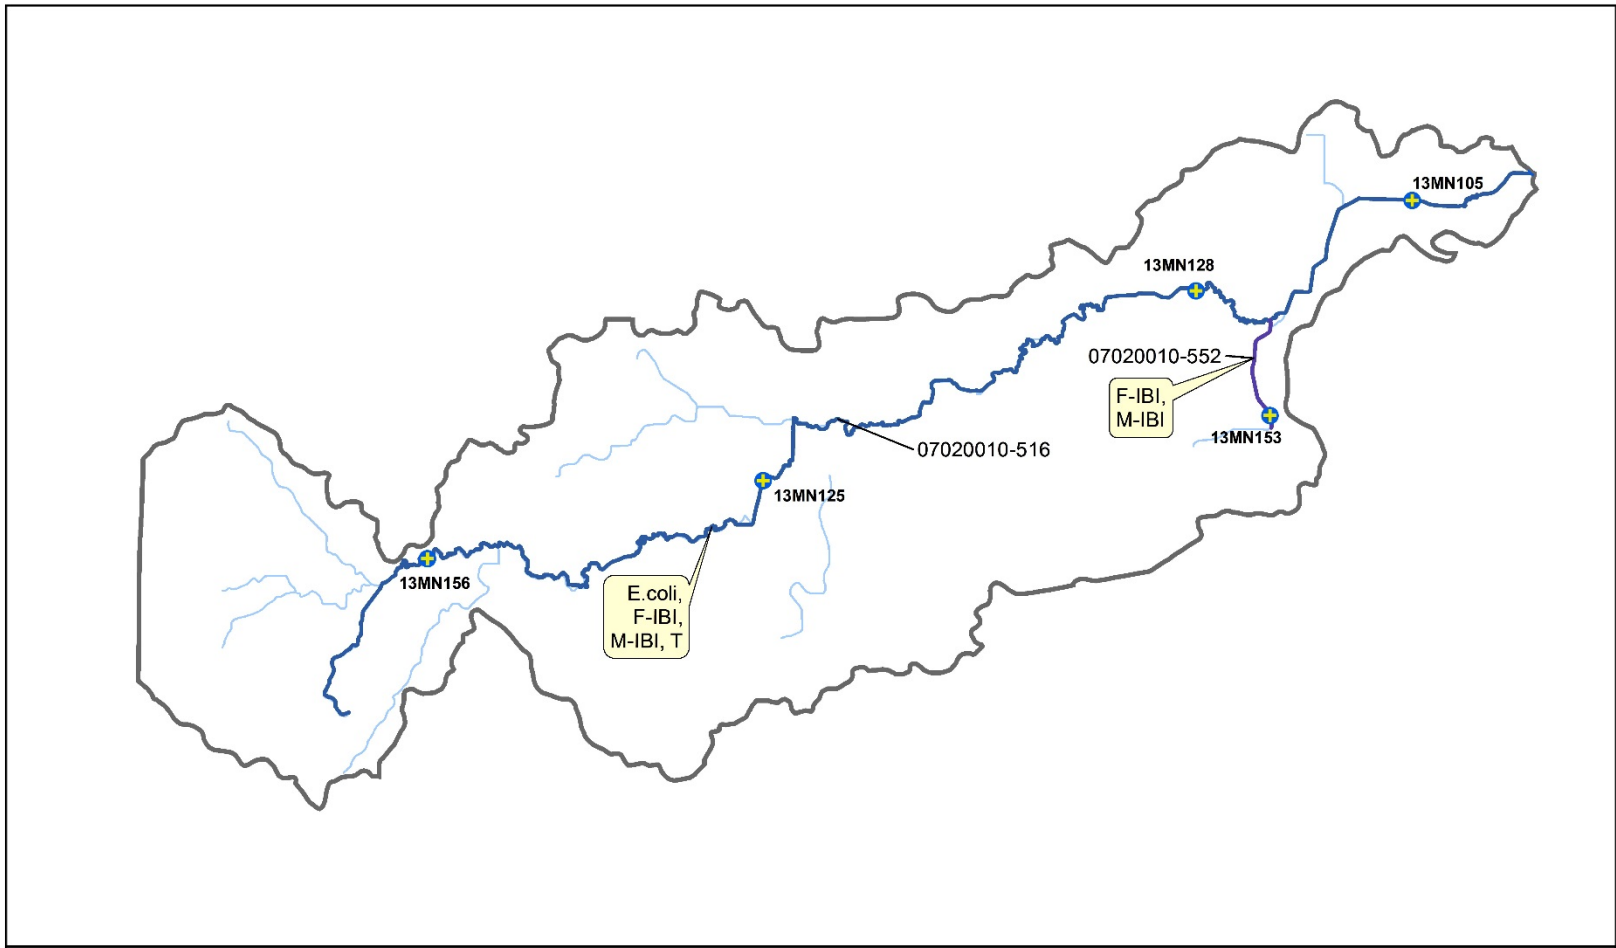 13MN105
13MN128
07020010-552
F-IBI,
M-IBI
13MN153
07020010-516
13MN125
13MN156
E.coli,
F-IBI,
M-IBI, T